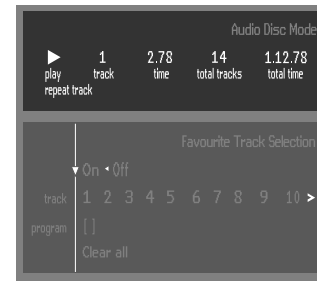 Audio Disc Mode
1 2.78 14 1.12.78
play track time total tracks total time
repeat track
Favourite Track Selection
On Off
track 1 2 3 4 5 6 7 8 9 10 >
program [ ]
Clear all